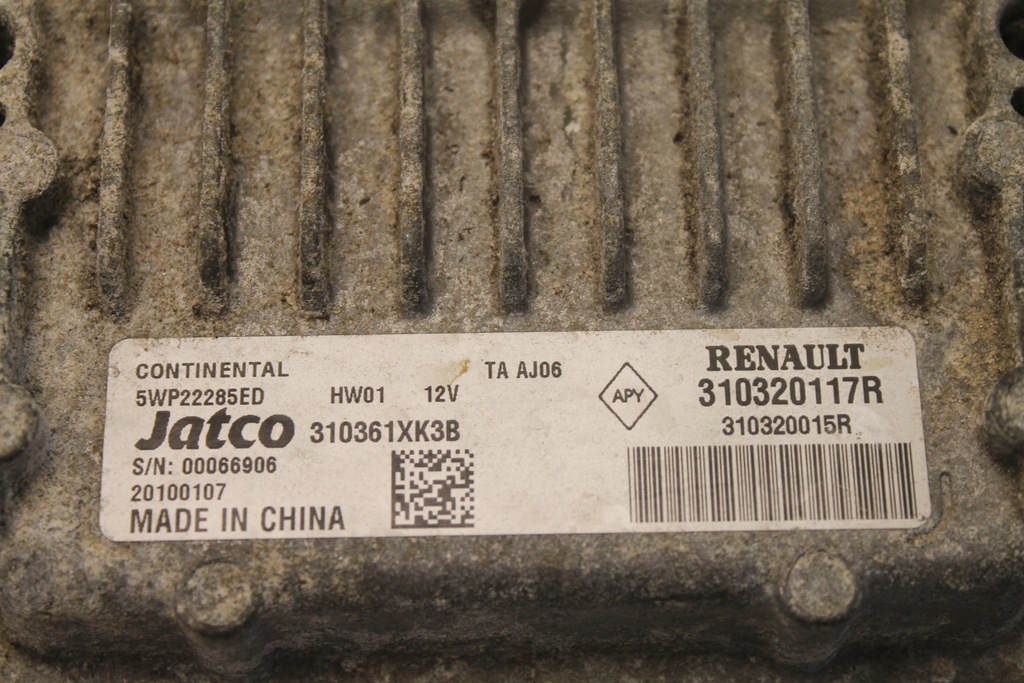 CONTINENTAL
5WP22285ED HW01 12V TA AJ06
Jatco 310361XK3B
S/N: 00066906
20100107
MADE IN CHINA
APY
RENAULT
310320117R
310320015R